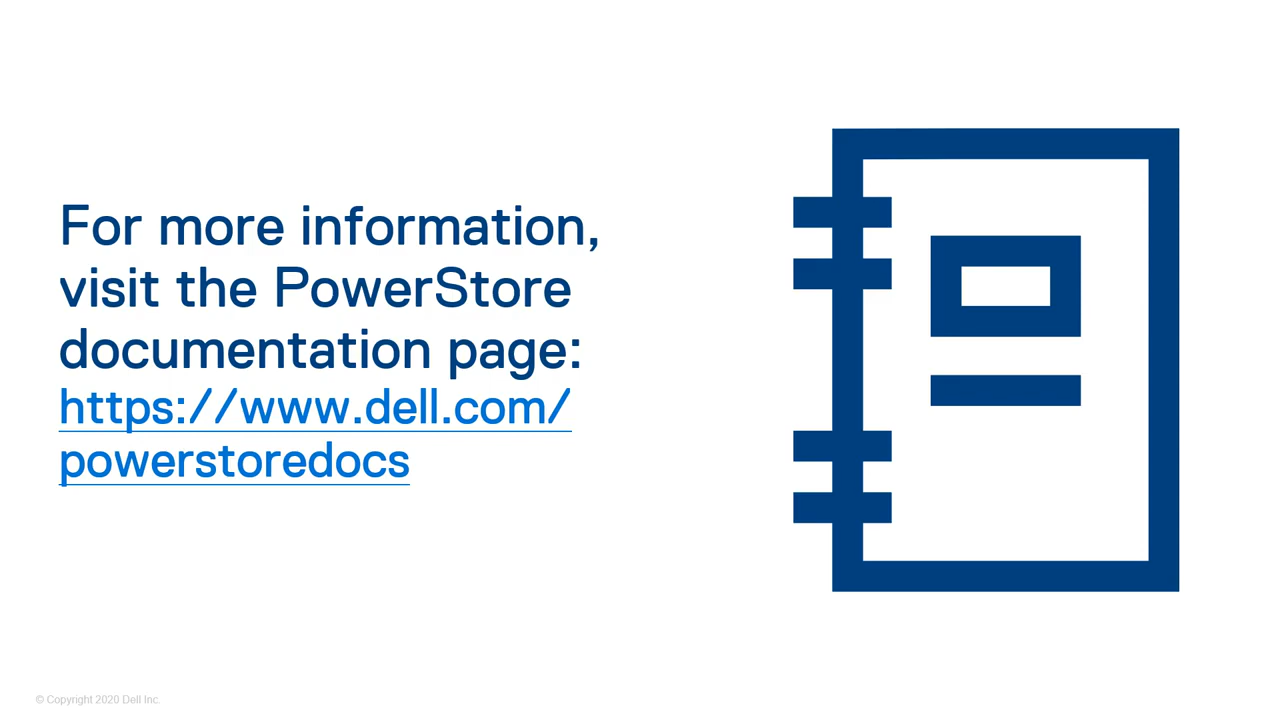 For more information,
visit the PowerStore
documentation page:
https://www.dell.com/
powerstoredocs
© Copyright 2020 Dell Inc.